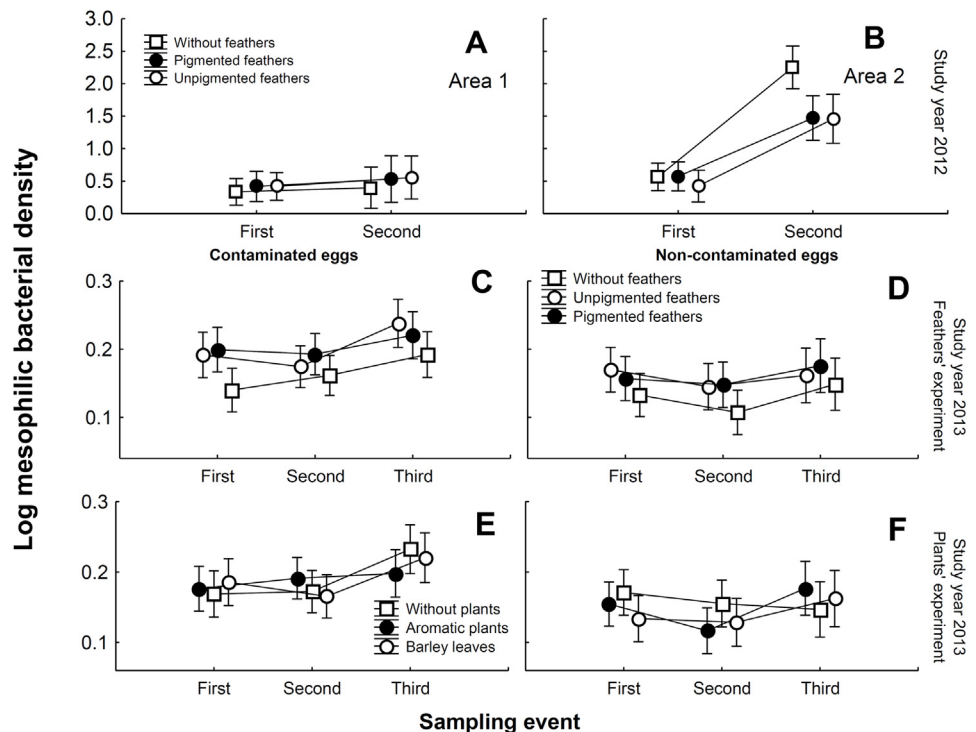 Log mesophilic bacterial density
3.0
2.5
2.0
1.5
1.0
0.5
0.0
Without feathers
Pigmented feathers
Unpigmented feathers
A
Area 1
First
Second
B
Area 2
First
Second
Study year 2012
Contaminated eggs
Non-contaminated eggs
0.3
0.2
0.1
C
First
Second
Third
Without feathers
Unpigmented feathers
Pigmented feathers
D
First
Second
Third
Study year 2013
Feathers' experiment
0.3
0.2
0.1
E
Without plants
Aromatic plants
Barley leaves
First
Second
Third
F
First
Second
Third
Study year 2013
Plants' experiment
Sampling event